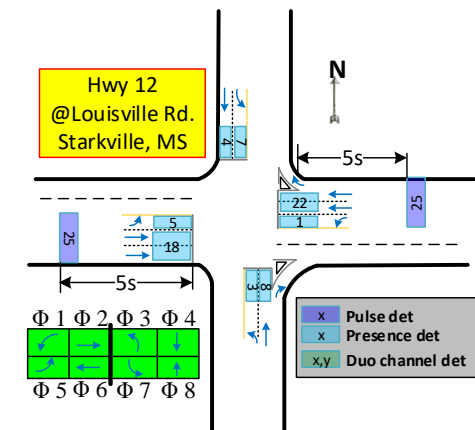 Hwy 12
@Louisville Rd.
Starkville, MS
N
4 7
5s
22
1
25
25
5
18
5s
3 8
Φ 1 Φ 2 Φ 3 Φ 4
Φ 5 Φ 6 Φ 7 Φ 8
x Pulse det
x Presence det
x,y Duo channel det